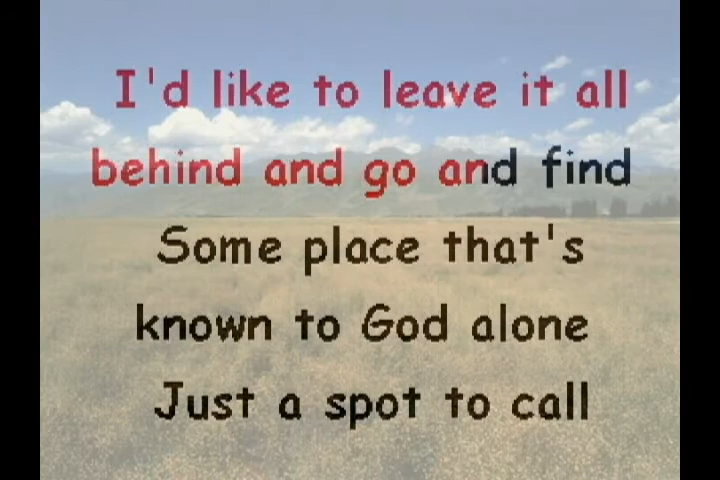 I'd like to leave it all
behind and go and find
Some place that's
known to God alone
Just a spot to call